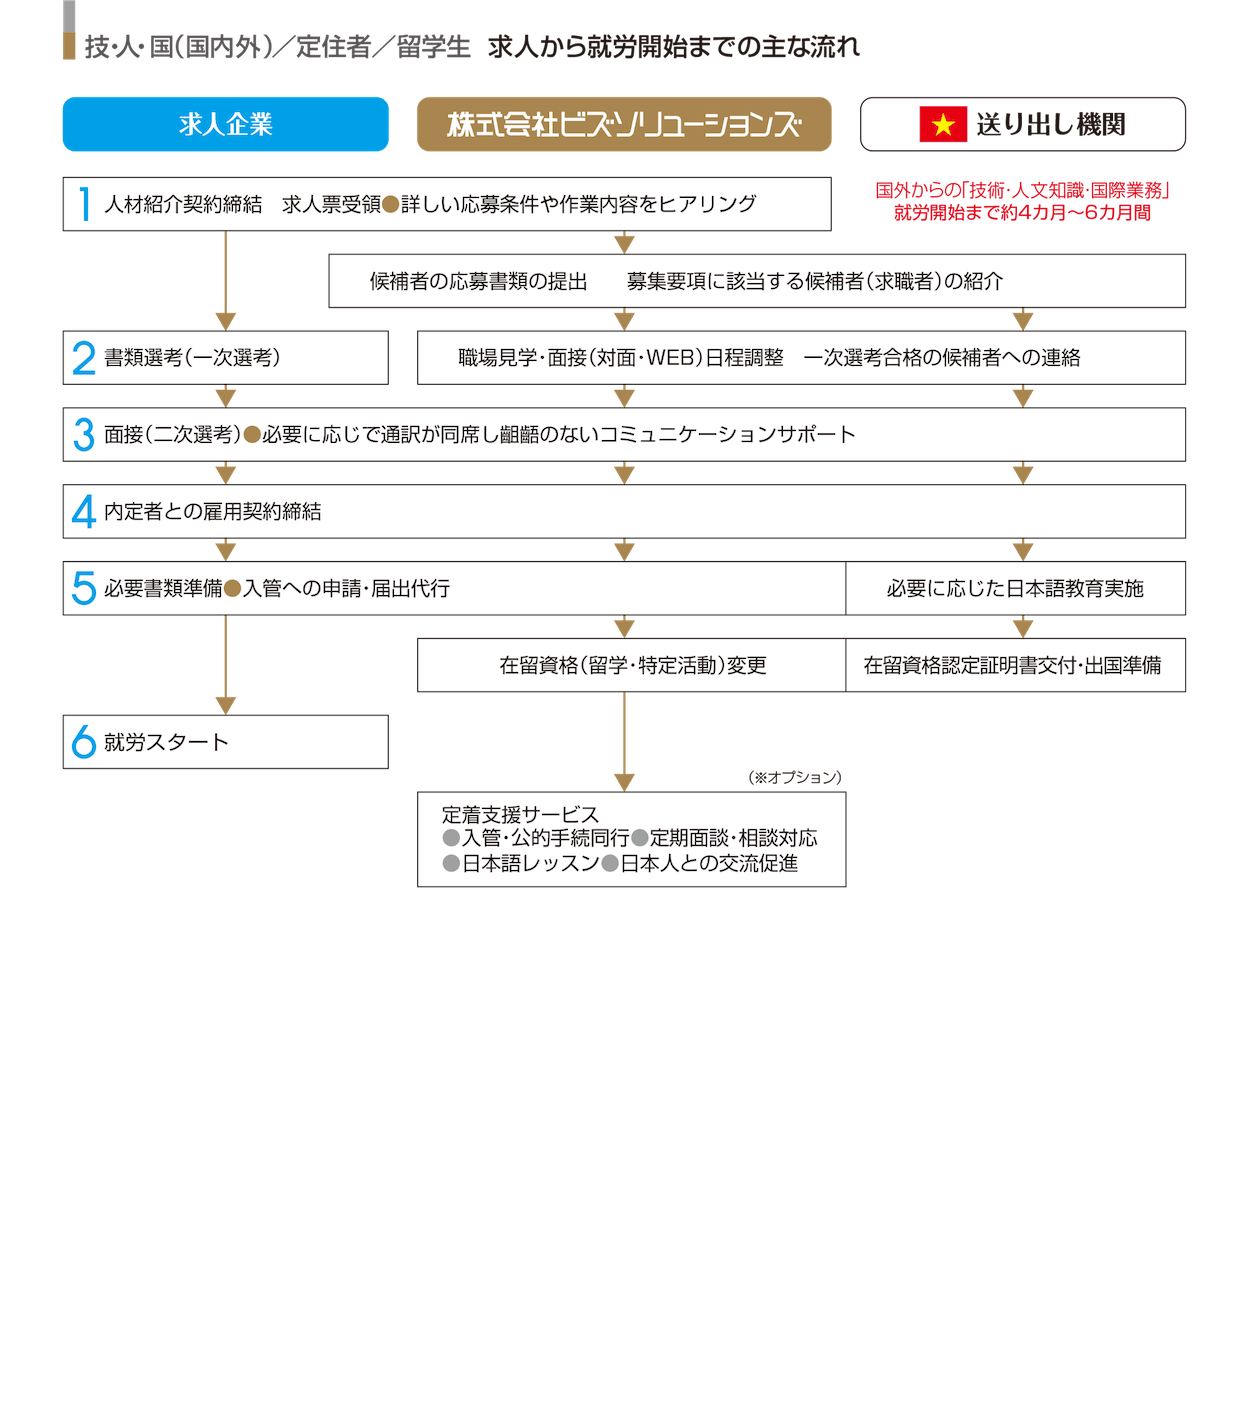 技・人・国（国内外）／定住者／留学生 求人から就労開始までの主な流れ
求人企業
株式会社ビズソリューションズ
送り出し機関
1 人材紹介契約締結　求人票受領●詳しい応募条件や作業内容をヒアリング
国外からの「技術・人文知識・国際業務」
就労開始まで約4カ月〜6カ月間
候補者の応募書類の提出　　募集要項に該当する候補者（求職者）の紹介
2 書類選考（一次選考）
職場見学・面接（対面・WEB）日程調整　一次選考合格の候補者への連絡
3 面接（二次選考）●必要に応じで通訳が同席し齟齬のないコミュニケーションサポート
4 内定者との雇用契約締結
5 必要書類準備●入管への申請・届出代行
必要に応じた日本語教育実施
在留資格（留学・特定活動）変更
在留資格認定証明書交付・出国準備
6 就労スタート
（※オプション）
定着支援サービス
●入管・公的手続同行●定期面談・相談対応
●日本語レッスン●日本人との交流促進